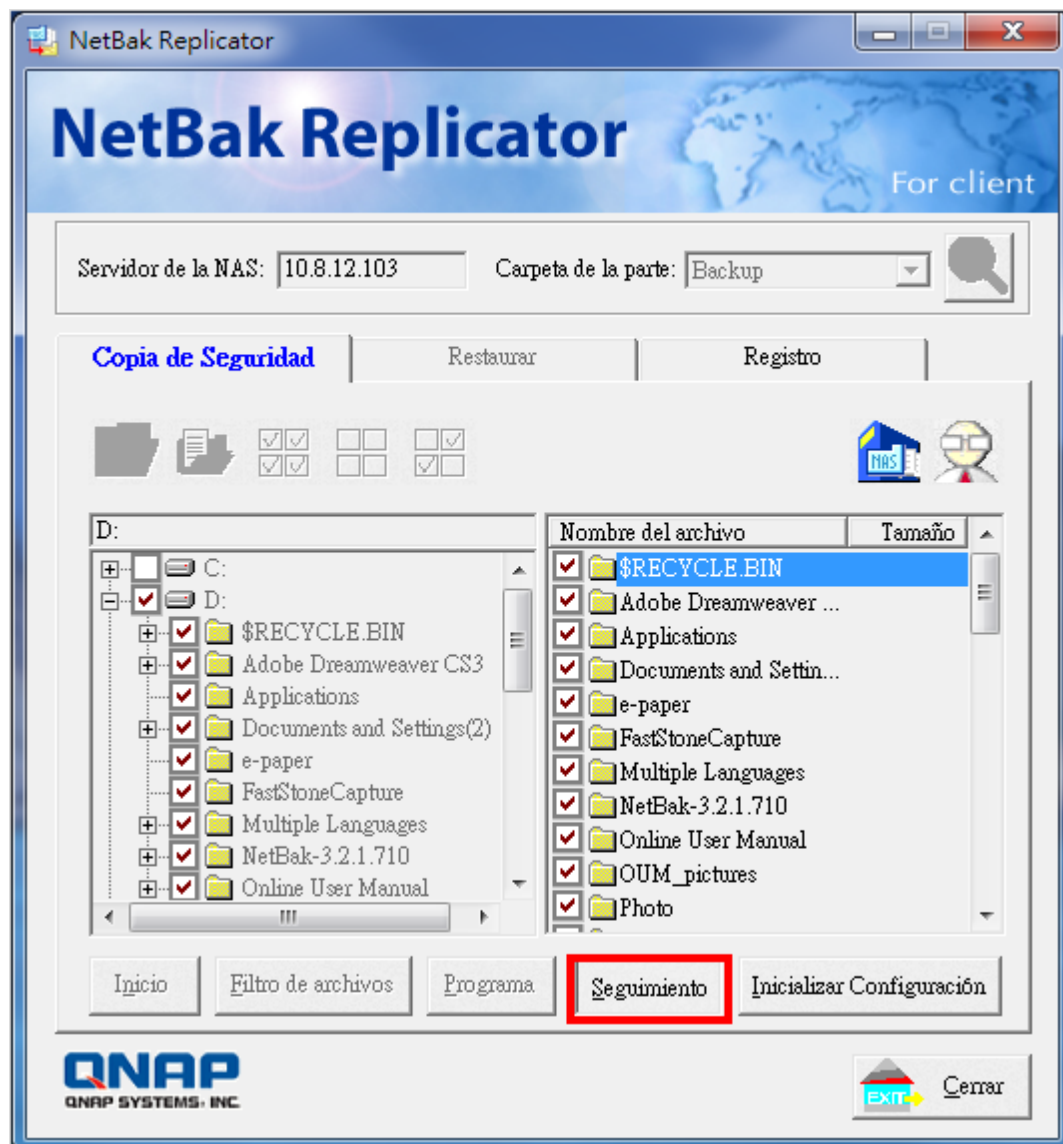 NetBak Replicator
NetBak Replicator
For client
Servidor de la NAS: 10.8.12.103 Carpeta de la parte: Backup
Copia de Seguridad Restaurar Registro
NAS
D:
C:
D:
$RECYCLE.BIN
Adobe Dreamweaver CS3
Applications
Documents and Settings(2)
e-paper
FastStoneCapture
Multiple Languages
NetBak-3.2.1.710
Online User Manual
Nombre del archivo Tamaño
$RECYCLE.BIN
Adobe Dreamweaver ...
Applications
Documents and Settin...
e-paper
FastStoneCapture
Multiple Languages
NetBak-3.2.1.710
Online User Manual
OUM_pictures
Photo
Inicio Filtro de archivos Programa Seguimiento Inicializar Configuración
QNAP
QNAP SYSTEMS, INC.
EXIT Cerrar